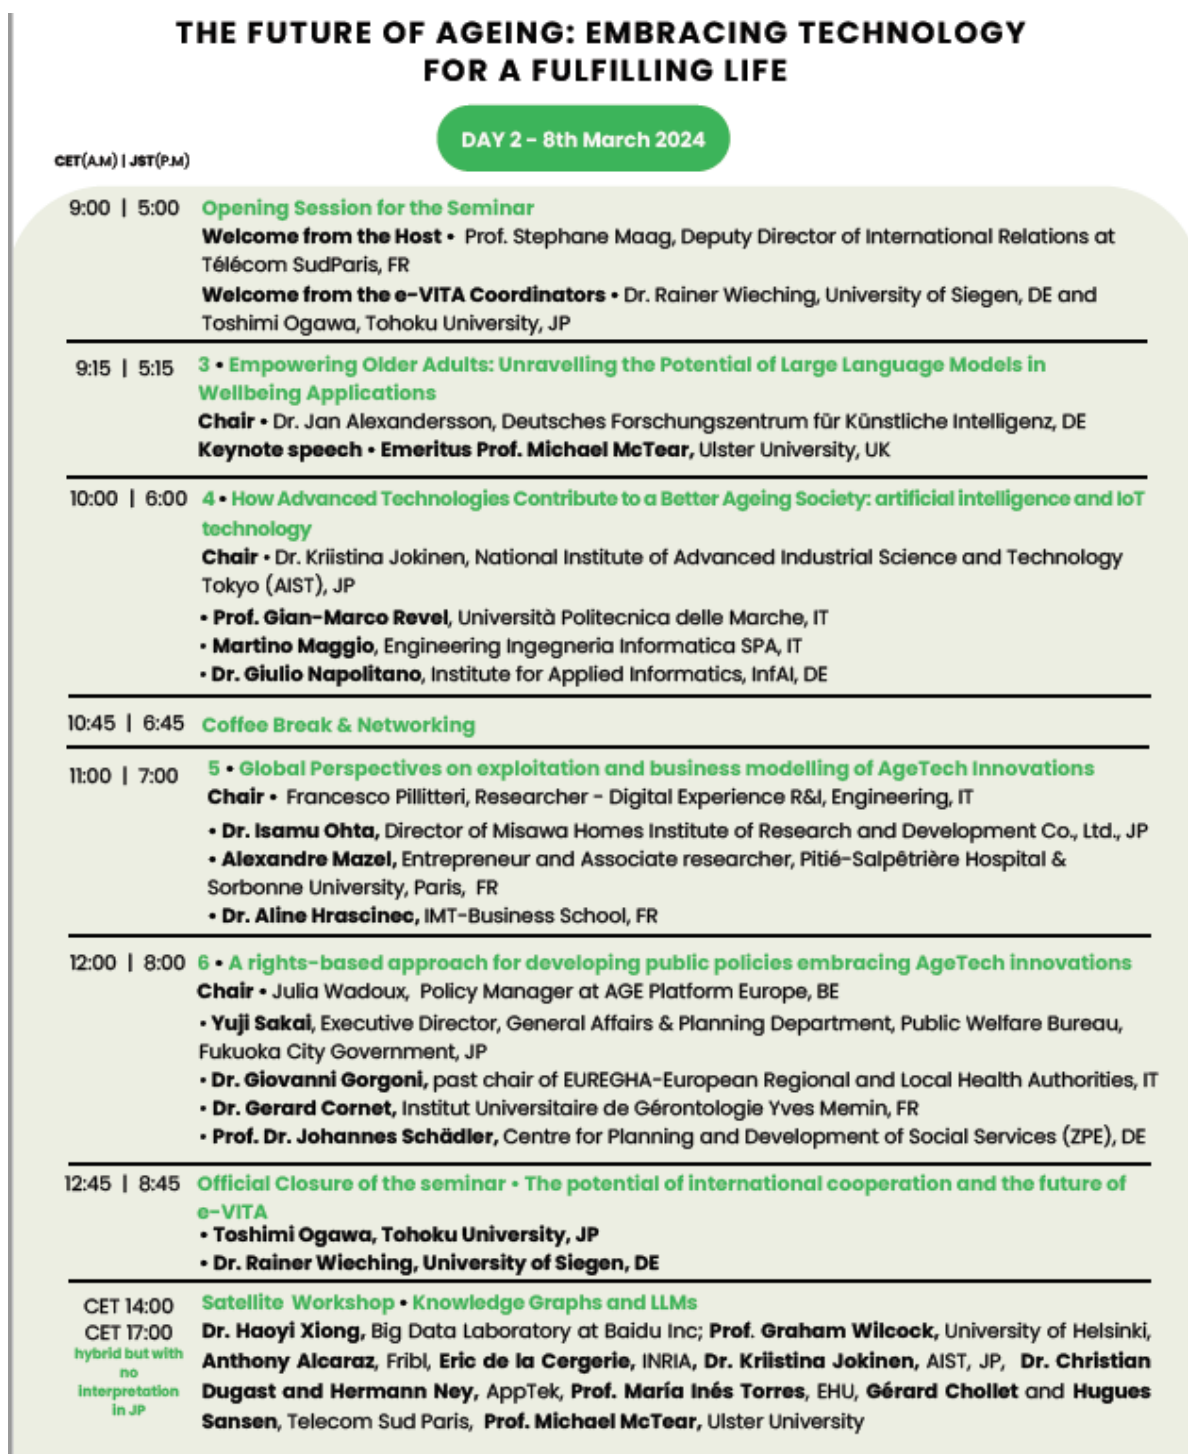 THE FUTURE OF AGEING: EMBRACING TECHNOLOGY
FOR A FULFILLING LIFE
DAY 2 - 8th March 2024
CET(A.M) | JST(P.M)
9:00 | 5:00 Opening Session for the Seminar
Welcome from the Host • Prof. Stephane Maag, Deputy Director of International Relations at
Télécom SudParis, FR
Welcome from the e-VITA Coordinators • Dr. Rainer Wieching, University of Siegen, DE and
Toshimi Ogawa, Tohoku University, JP
9:15 | 5:15 3 • Empowering Older Adults: Unravelling the Potential of Large Language Models in
Wellbeing Applications
Chair • Dr. Jan Alexandersson, Deutsches Forschungszentrum für Künstliche Intelligenz, DE
Keynote speech • Emeritus Prof. Michael McTear, Ulster University, UK
10:00 | 6:00 4 • How Advanced Technologies Contribute to a Better Ageing Society: artificial intelligence and IoT
technology
Chair • Dr. Kriistina Jokinen, National Institute of Advanced Industrial Science and Technology
Tokyo (AIST), JP
• Prof. Gian-Marco Revel, Università Politecnica delle Marche, IT
• Martino Maggio, Engineering Ingegneria Informatica SPA, IT
• Dr. Giulio Napolitano, Institute for Applied Informatics, InfAI, DE
10:45 | 6:45 Coffee Break & Networking
11:00 | 7:00 5 • Global Perspectives on exploitation and business modelling of AgeTech Innovations
Chair • Francesco Pillitteri, Researcher - Digital Experience R&I, Engineering, IT
• Dr. Isamu Ohta, Director of Misawa Homes Institute of Research and Development Co., Ltd., JP
• Alexandre Mazel, Entrepreneur and Associate researcher, Pitié-Salpêtrière Hospital &
Sorbonne University, Paris, FR
• Dr. Aline Hrascinec, IMT-Business School, FR
12:00 | 8:00 6 • A rights-based approach for developing public policies embracing AgeTech innovations
Chair • Julia Wadoux, Policy Manager at AGE Platform Europe, BE
• Yuji Sakai, Executive Director, General Affairs & Planning Department, Public Welfare Bureau,
Fukuoka City Government, JP
• Dr. Giovanni Gorgoni, past chair of EUREGHA-European Regional and Local Health Authorities, IT
• Dr. Gerard Cornet, Institut Universitaire de Gérontologie Yves Memin, FR
• Prof. Dr. Johannes Schädler, Centre for Planning and Development of Social Services (ZPE), DE
12:45 | 8:45 Official Closure of the seminar • The potential of international cooperation and the future of
e-VITA
• Toshimi Ogawa, Tohoku University, JP
• Dr. Rainer Wieching, University of Siegen, DE
CET 14:00
CET 17:00
hybrid but with
no
interpretation
in JP
Satellite Workshop • Knowledge Graphs and LLMs
Dr. Haoyi Xiong, Big Data Laboratory at Baidu Inc; Prof. Graham Wilcock, University of Helsinki,
Anthony Alcaraz, Fribl, Eric de la Cergerie, INRIA, Dr. Kriistina Jokinen, AIST, JP, Dr. Christian
Dugast and Hermann Ney, AppTek, Prof. María Inés Torres, EHU, Gérard Chollet and Hugues
Sansen, Telecom Sud Paris, Prof. Michael McTear, Ulster University